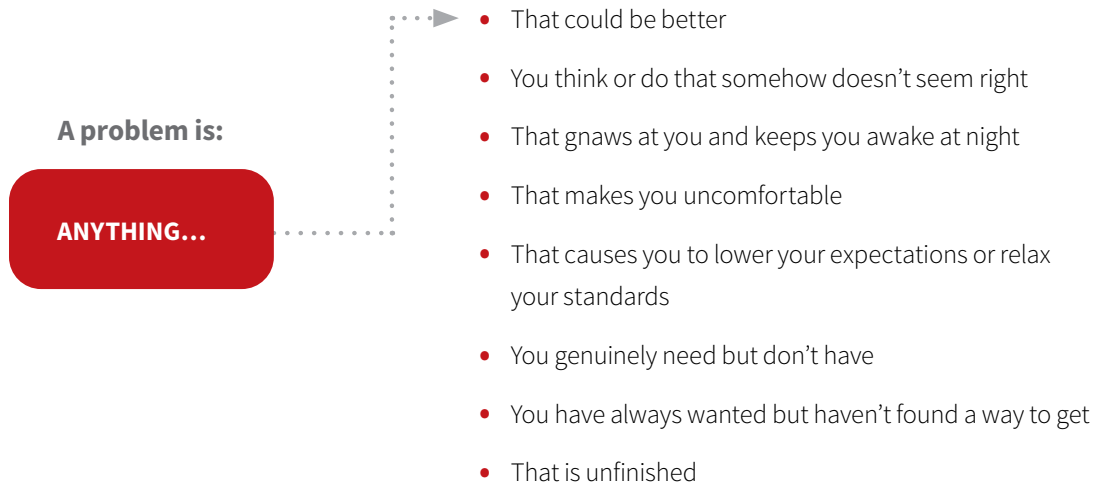 A problem is:
ANYTHING…
• That could be better
• You think or do that somehow doesn’t seem right
• That gnaws at you and keeps you awake at night
• That makes you uncomfortable
• That causes you to lower your expectations or relax
your standards
• You genuinely need but don’t have
• You have always wanted but haven’t found a way to get
• That is unfinished